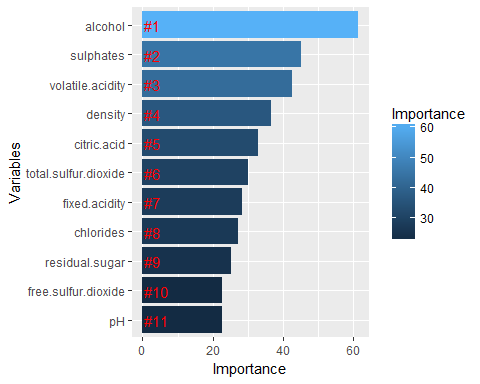 alcohol #1
sulphates #2
volatile.acidity #3
density #4
citric.acid #5
total.sulfur.dioxide #6
fixed.acidity #7
chlorides #8
residual.sugar #9
free.sulfur.dioxide #10
pH #11
0 20 40 60
Importance
Variables
Importance
60
50
40
30